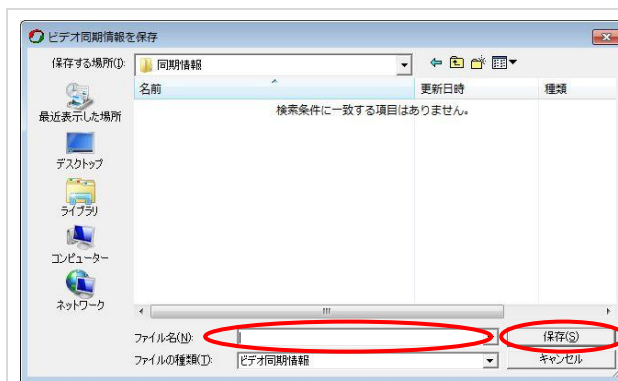 ビデオ同期情報を保存
保存する場所(I):
同期情報
名前
更新日時
種類
検索条件に一致する項目はありません。
最近表示した場所
デスクトップ
ライブラリ
コンピューター
ネットワーク
ファイル名(N):
保存(S)
ファイルの種類(T):
ビデオ同期情報
キャンセル